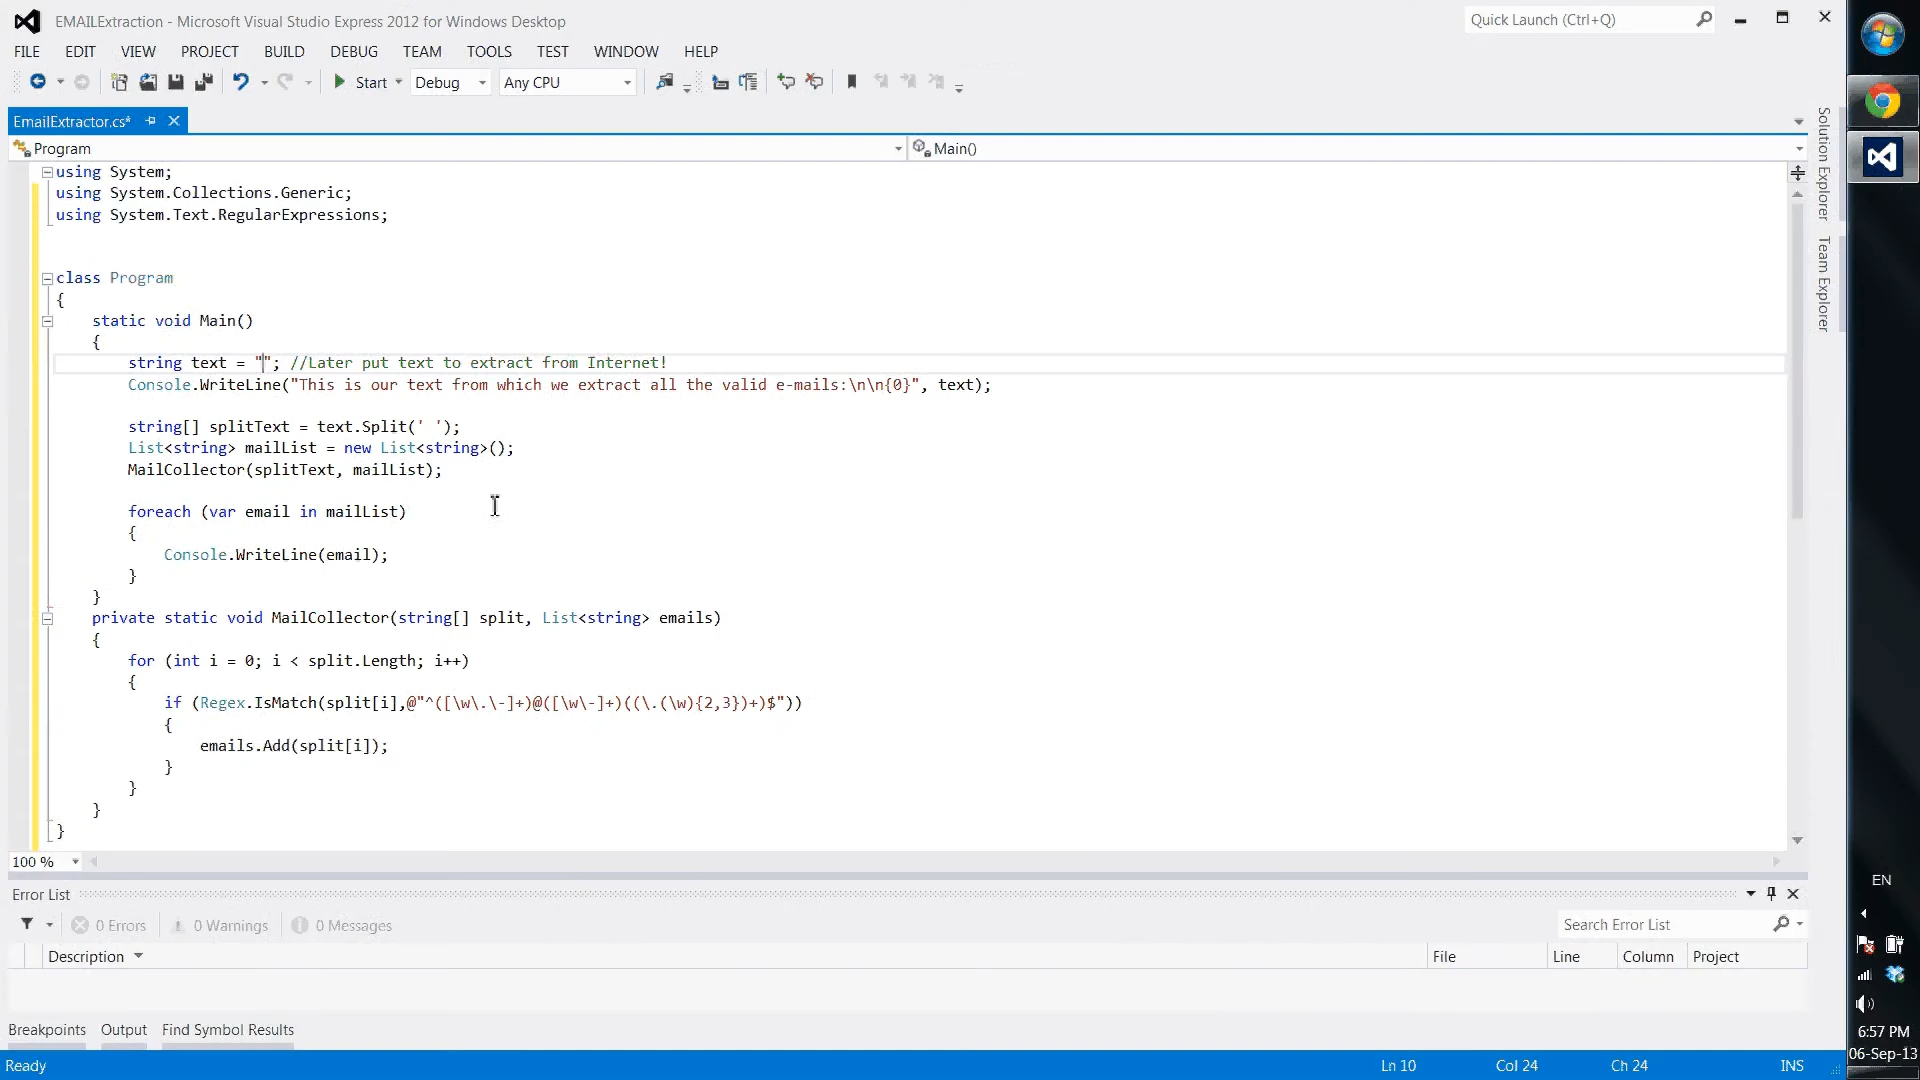 EMAILExtraction - Microsoft Visual Studio Express 2012 for Windows Desktop
Quick Launch (Ctrl+Q)
FILE EDIT VIEW PROJECT BUILD DEBUG TEAM TOOLS TEST WINDOW HELP
Start Debug Any CPU
EmailExtractor.cs*
Program Main()
using System;
using System.Collections.Generic;
using System.Text.RegularExpressions;
class Program
{
static void Main()
{
string text = ""; //Later put text to extract from Internet!
Console.WriteLine("This is our text from which we extract all the valid e-mails:\n\n{0}", text);
string[] splitText = text.Split(' ');
List<string> mailList = new List<string>();
MailCollector(splitText, mailList);
foreach (var email in mailList)
{
Console.WriteLine(email);
}
}
private static void MailCollector(string[] split, List<string> emails)
{
for (int i = 0; i < split.Length; i++)
{
if (Regex.IsMatch(split[i],@"^([\w\.\-]+)@([\w\-]+)((\.(\w){2,3})+)$"))
{
emails.Add(split[i]);
}
}
}
}
100 %
Error List
0 Errors 0 Warnings 0 Messages
Search Error List
Description File Line Column Project
Breakpoints Output Find Symbol Results
Ready Ln 10 Col 24 Ch 24 INS
Solution Explorer
Team Explorer
EN
6:57 PM
06-Sep-13